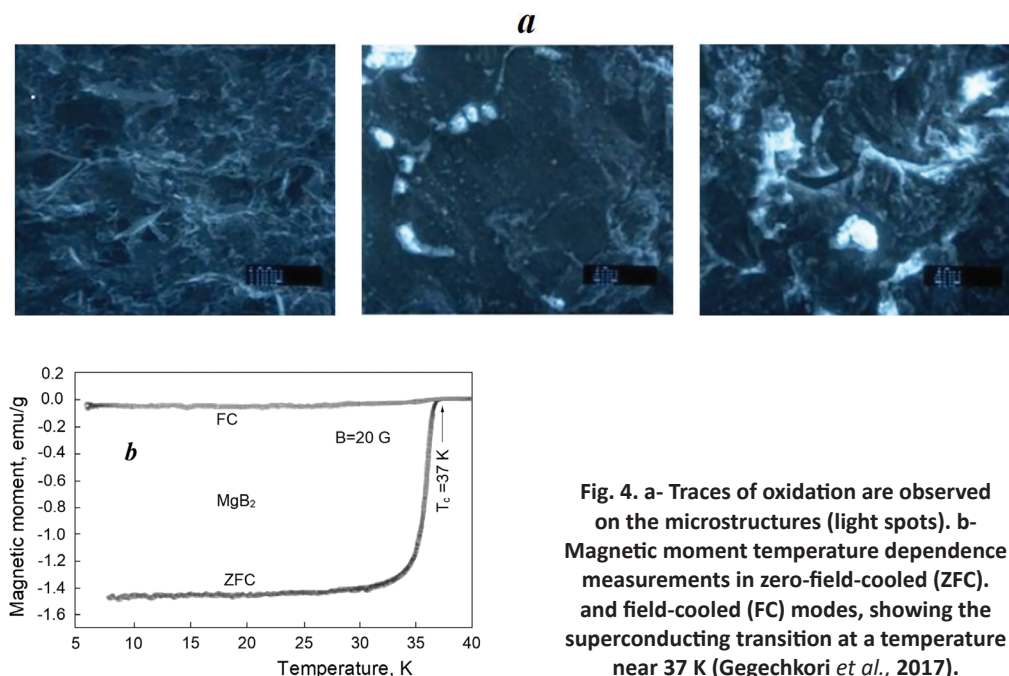 a
100μ
40μ
40μ
0.2
0.0
-0.2
-0.4
-0.6
-0.8
-1.0
-1.2
-1.4
-1.6
Magnetic moment, emu/g
FC
B=20 G
b
MgB₂
T_c =37 K
ZFC
5 10 15 20 25 30 35 40
Temperature, K
Fig. 4. a- Traces of oxidation are observed
on the microstructures (light spots). b-
Magnetic moment temperature dependence
measurements in zero-field-cooled (ZFC).
and field-cooled (FC) modes, showing the
superconducting transition at a temperature
near 37 K (Gegechkori et al., 2017).